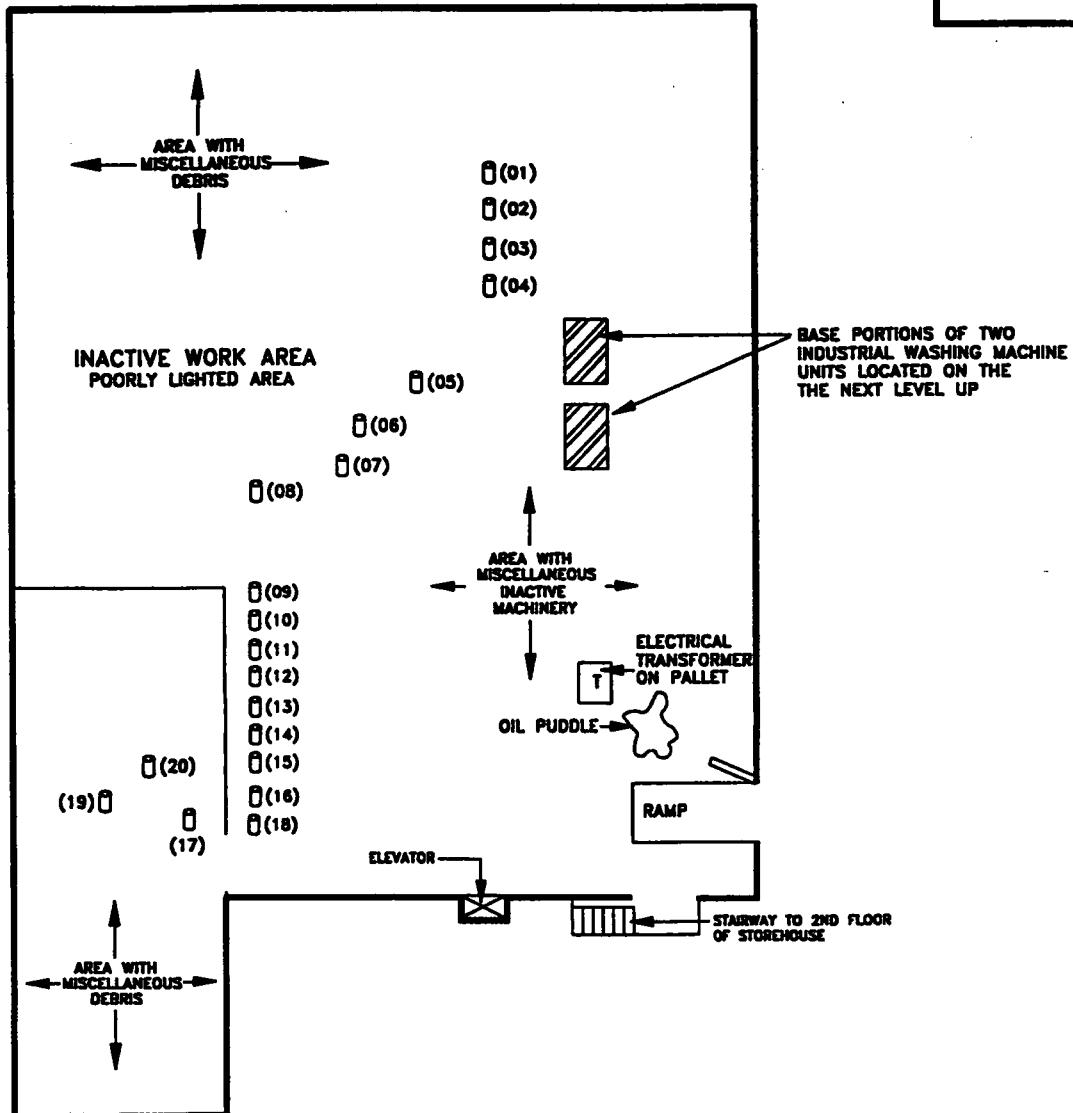 AREA WITH
MISCELLANEOUS
DEBRIS
(01)
(02)
(03)
(04)
BASE PORTIONS OF TWO
INDUSTRIAL WASHING MACHINE
UNITS LOCATED ON THE
THE NEXT LEVEL UP
INACTIVE WORK AREA
POORLY LIGHTED AREA
(05)
(06)
(07)
(08)
AREA WITH
MISCELLANEOUS
INACTIVE
MACHINERY
(09)
(10)
(11)
(12)
(13)
(14)
(15)
(16)
(18)
ELECTRICAL
TRANSFORMER
ON PALLET
T
OIL PUDDLE
(20)
(19)
(17)
RAMP
ELEVATOR
STAIRWAY TO 2ND FLOOR
OF STOREHOUSE
AREA WITH
MISCELLANEOUS
DEBRIS